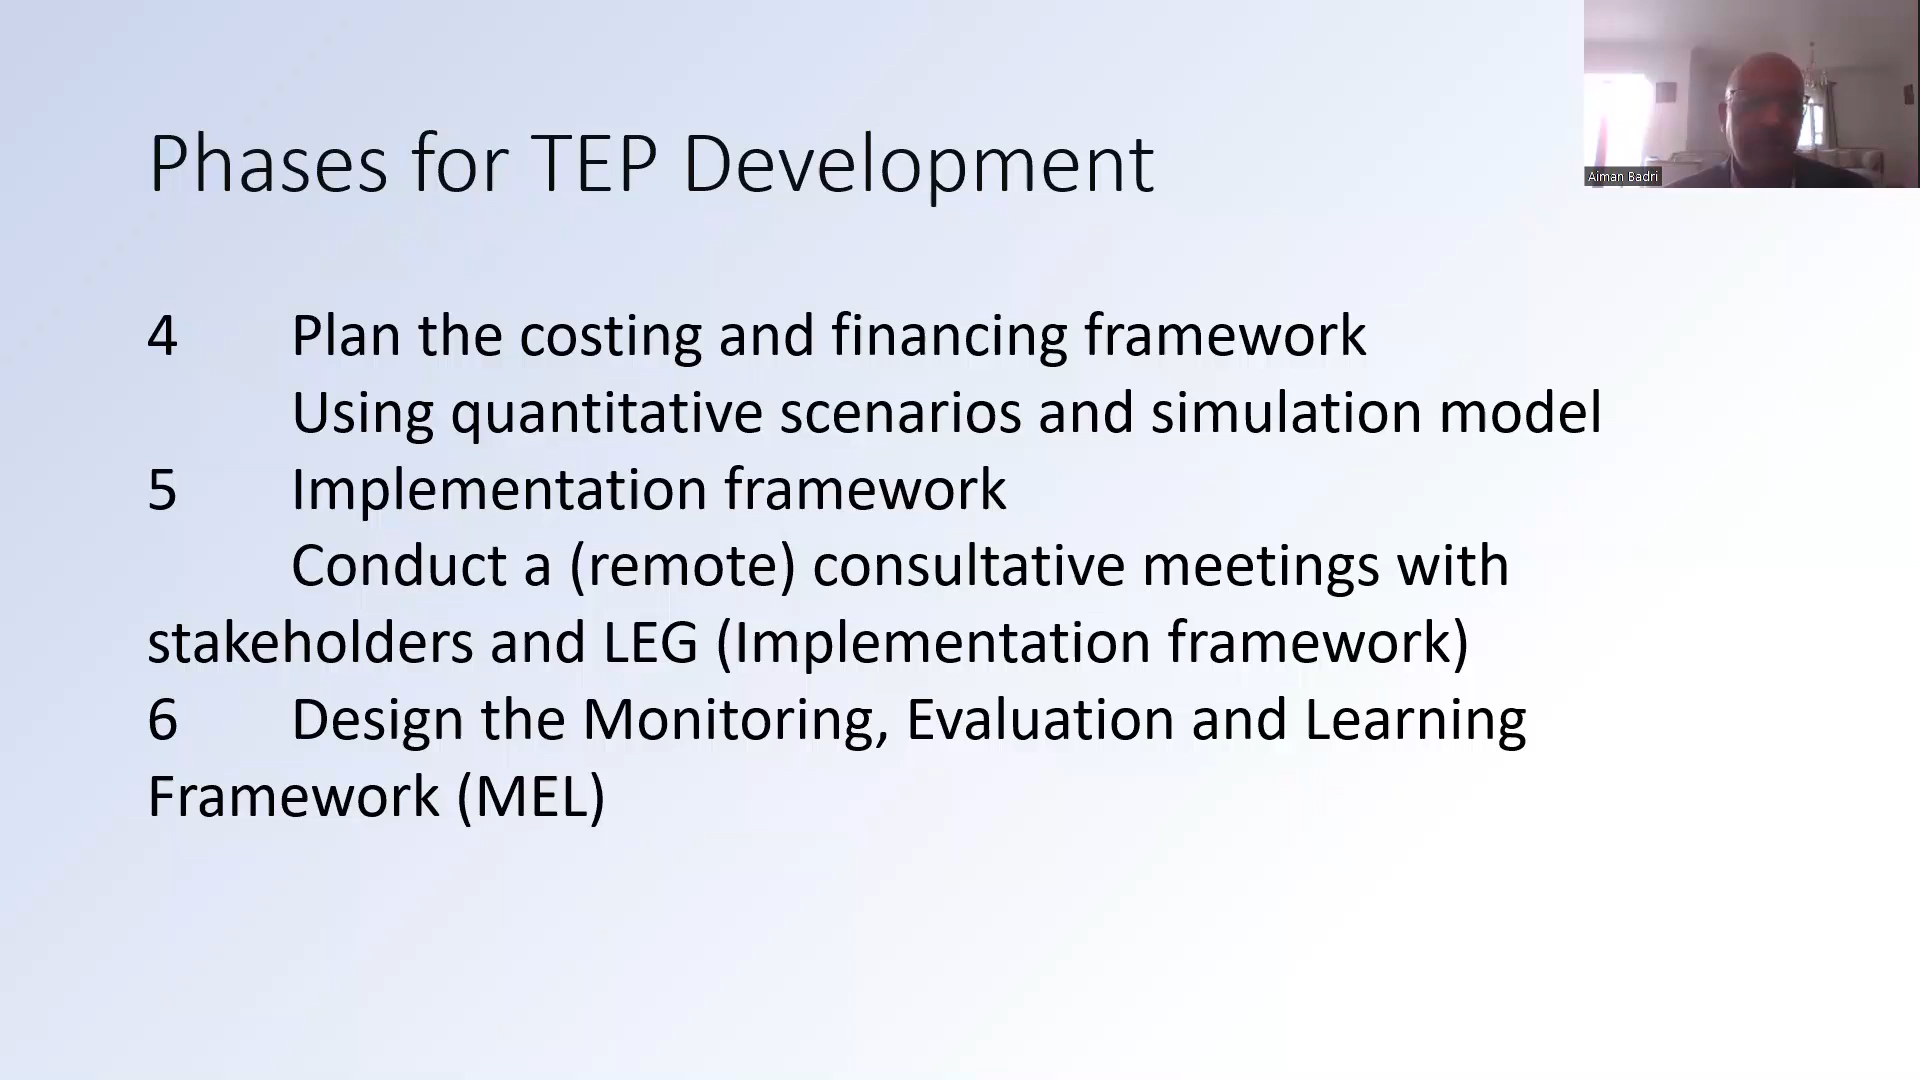 Aiman Badri
Phases for TEP Development
4 Plan the costing and financing framework
Using quantitative scenarios and simulation model
5 Implementation framework
Conduct a (remote) consultative meetings with
stakeholders and LEG (Implementation framework)
6 Design the Monitoring, Evaluation and Learning
Framework (MEL)